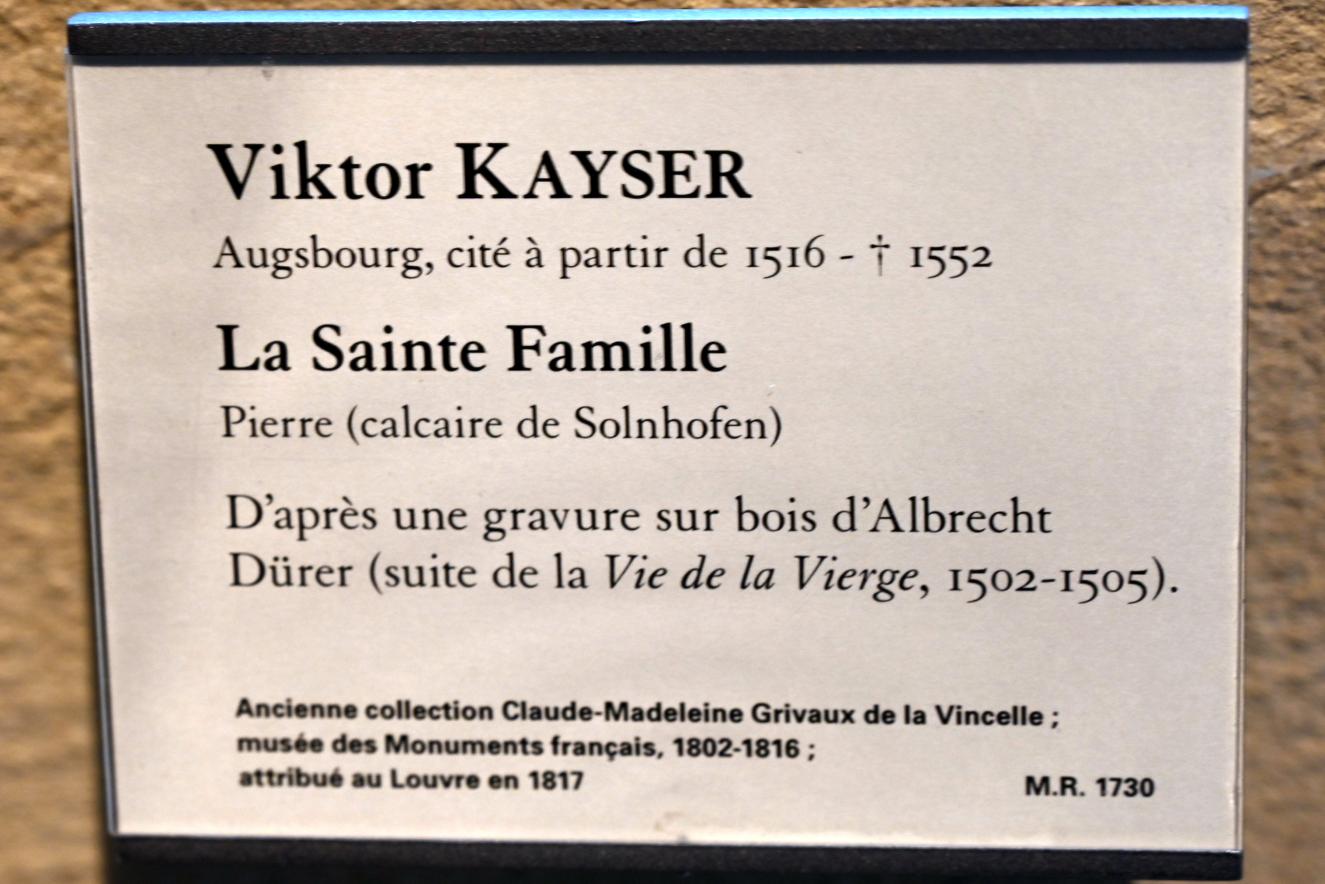 Viktor KAYSER
Augsbourg, cité à partir de 1516 - † 1552
La Sainte Famille
Pierre (calcaire de Solnhofen)
D’après une gravure sur bois d’Albrecht
Dürer (suite de la Vie de la Vierge, 1502-1505).
Ancienne collection Claude-Madeleine Grivaux de la Vincelle ;
musée des Monuments français, 1802-1816 ;
attribué au Louvre en 1817 M.R. 1730